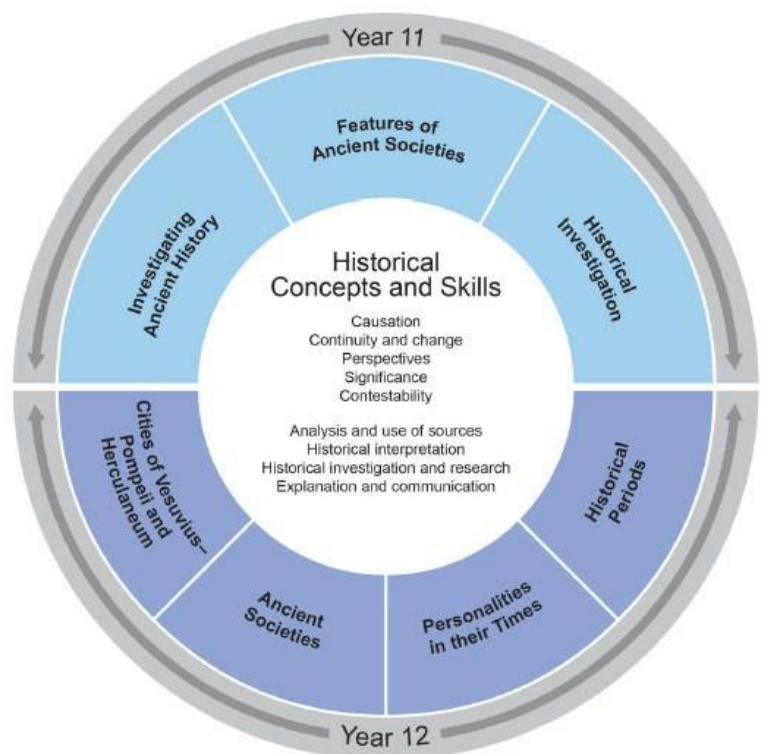 Year 11
Investigating
Ancient History
Features of
Ancient Societies
Historical
Investigation
Historical
Concepts and Skills
Causation
Continuity and change
Perspectives
Significance
Contestability
Analysis and use of sources
Historical interpretation
Historical investigation and research
Explanation and communication
Cities of Vesuvius–
Pompeii and
Herculaneum
Ancient
Societies
Personalities
in their Times
Historical
Periods
Year 12